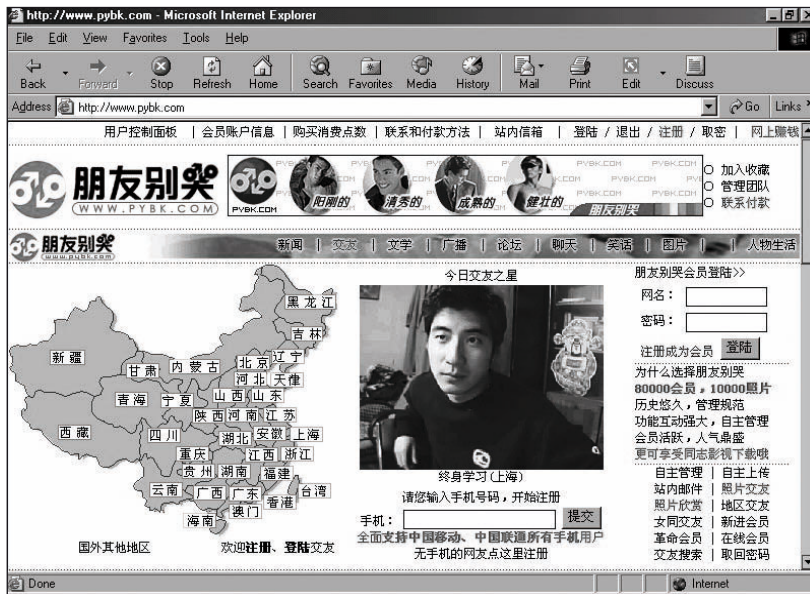 http://www.pybk.com - Microsoft Internet Explorer
File Edit View Favorites Tools Help
Back Forward Stop Refresh Home Search Favorites Media History Mail Print Edit Discuss
Address http://www.pybk.com Go Links
用户控制面板 | 会员账户信息 | 购买消费点数 | 联系和付款方法 | 站内信箱 | 登陆 / 退出 / 注册 / 取密 | 网上赚钱
朋友别哭
WWW.PYBK.COM
PYBK.COM
阳刚的 清秀的 成熟的 健壮的
朋友别哭
加入收藏
管理团队
联系付款
朋友别哭
www.pybk.com
新闻 | 交友 | 文学 | 广播 | 论坛 | 聊天 | 笑话 | 图片 | | 人物生活
黑龙江
吉林
辽宁
新疆
甘肃
内蒙古
北京
河北
天津
青海
宁夏
山西
山东
陕西
河南
江苏
西藏
四川
湖北
安徽
上海
重庆
江西
浙江
贵州
湖南
福建
云南
广西
广东
台湾
香港
澳门
海南
国外其他地区
欢迎注册、登陆交友
今日交友之星
终身学习(上海)
请您输入手机号码，开始注册
手机： 提交
全面支持中国移动、中国联通所有手机用户
无手机的网友点这里注册
朋友别哭会员登陆>>
网名：
密码：
注册成为会员 登陆
为什么选择朋友别哭
80000会员，10000照片
历史悠久，管理规范
功能互动强大，自主管理
会员活跃，人气鼎盛
更可享受同志影视下载哦
自主管理 | 自主上传
站内邮件 | 照片交友
照片欣赏 | 地区交友
女同交友 | 新进会员
革命会员 | 在线会员
交友搜索 | 取回密码
Done Internet